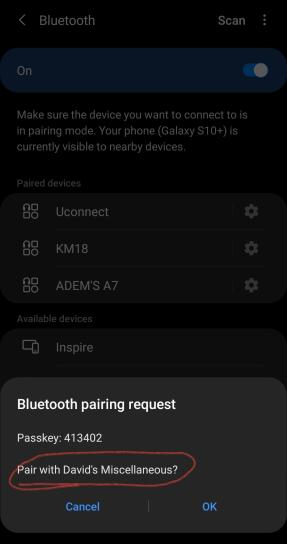 Bluetooth
Scan
On
Make sure the device you want to connect to is
in pairing mode. Your phone (Galaxy S10+) is
currently visible to nearby devices.
Paired devices
Uconnect
KM18
ADEM'S A7
Available devices
Inspire
Bluetooth pairing request
Passkey: 413402
Pair with David's Miscellaneous?
Cancel
OK